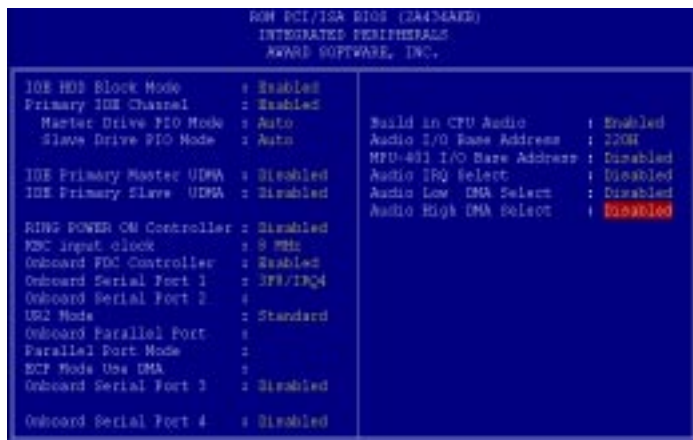 ROM PCI/ISA BIOS (2A434AKB)
INTEGRATED PERIPHERALS
AWARD SOFTWARE, INC.
IDE HDD Block Mode : Enabled
Primary IDE Channel : Enabled
Master Drive PIO Mode : Auto
Slave Drive PIO Mode : Auto
IDE Primary Master UDMA : Disabled
IDE Primary Slave UDMA : Disabled
RING POWER ON Controller : Disabled
KBC input clock : 8 MHz
Onboard FDC Controller : Enabled
Onboard Serial Port 1 : 3F8/IRQ4
Onboard Serial Port 2 :
UR2 Mode : Standard
Onboard Parallel Port :
Parallel Port Mode :
ECP Mode Use DMA :
Onboard Serial Port 3 : Disabled
Onboard Serial Port 4 : Disabled
Build in CPU Audio : Enabled
Audio I/O Base Address : 220H
MPU-401 I/O Base Address : Disabled
Audio IRQ Select : Disabled
Audio Low DMA Select : Disabled
Audio High DMA Select : Disabled